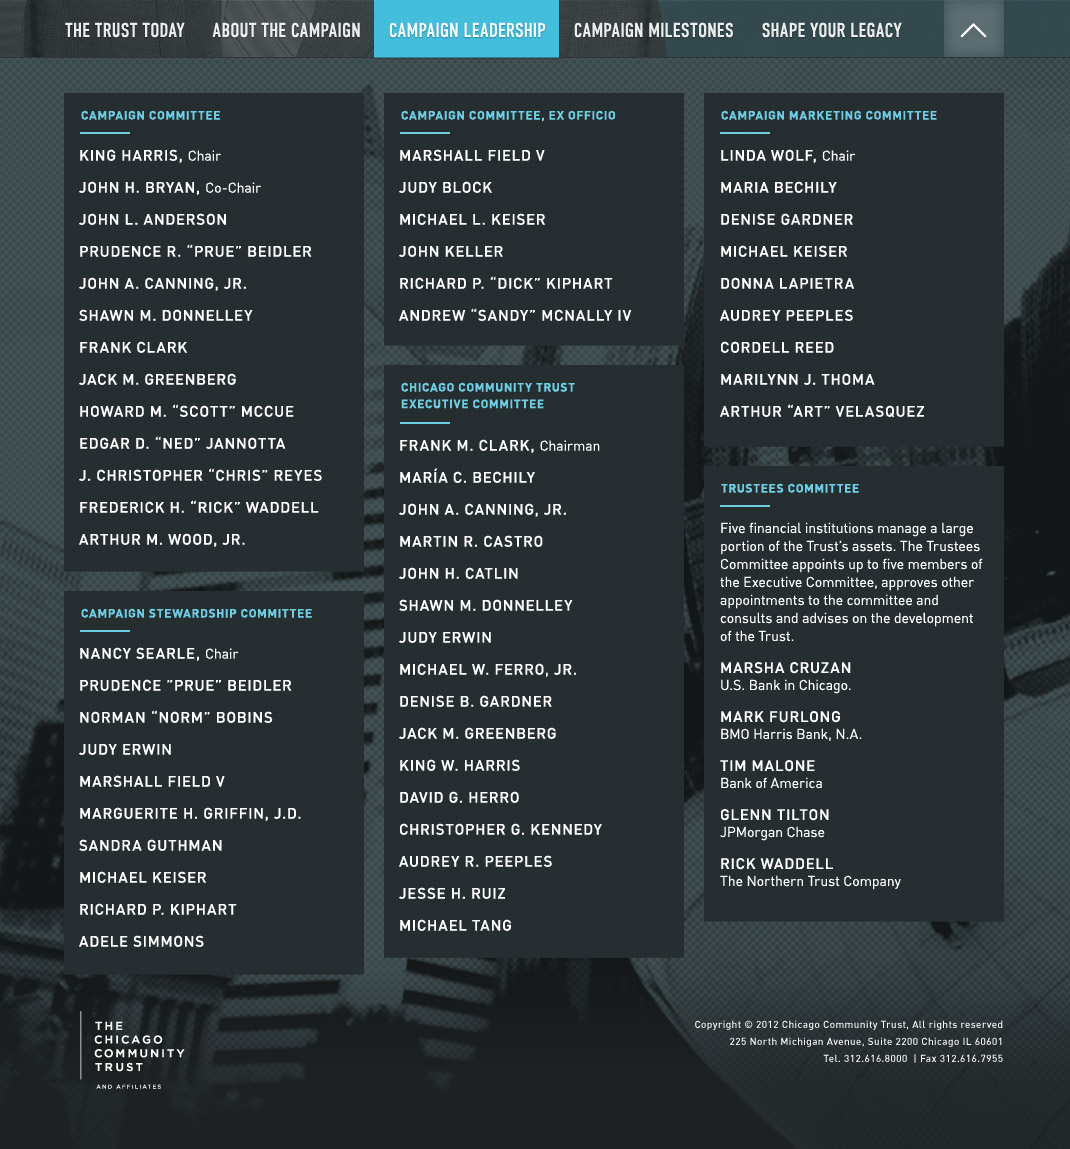 THE TRUST TODAY
ABOUT THE CAMPAIGN
CAMPAIGN LEADERSHIP
CAMPAIGN MILESTONES
SHAPE YOUR LEGACY
CAMPAIGN COMMITTEE
KING HARRIS, Chair
JOHN H. BRYAN, Co-Chair
JOHN L. ANDERSON
PRUDENCE R. “PRUE” BEIDLER
JOHN A. CANNING, JR.
SHAWN M. DONNELLEY
FRANK CLARK
JACK M. GREENBERG
HOWARD M. “SCOTT” MCCUE
EDGAR D. “NED” JANNOTTA
J. CHRISTOPHER “CHRIS” REYES
FREDERICK H. “RICK” WADDELL
ARTHUR M. WOOD, JR.
CAMPAIGN STEWARDSHIP COMMITTEE
NANCY SEARLE, Chair
PRUDENCE ”PRUE” BEIDLER
NORMAN “NORM” BOBINS
JUDY ERWIN
MARSHALL FIELD V
MARGUERITE H. GRIFFIN, J.D.
SANDRA GUTHMAN
MICHAEL KEISER
RICHARD P. KIPHART
ADELE SIMMONS
CAMPAIGN COMMITTEE, EX OFFICIO
MARSHALL FIELD V
JUDY BLOCK
MICHAEL L. KEISER
JOHN KELLER
RICHARD P. “DICK” KIPHART
ANDREW “SANDY” MCNALLY IV
CHICAGO COMMUNITY TRUST
EXECUTIVE COMMITTEE
FRANK M. CLARK, Chairman
MARÍA C. BECHILY
JOHN A. CANNING, JR.
MARTIN R. CASTRO
JOHN H. CATLIN
SHAWN M. DONNELLEY
JUDY ERWIN
MICHAEL W. FERRO, JR.
DENISE B. GARDNER
JACK M. GREENBERG
KING W. HARRIS
DAVID G. HERRO
CHRISTOPHER G. KENNEDY
AUDREY R. PEEPLES
JESSE H. RUIZ
MICHAEL TANG
CAMPAIGN MARKETING COMMITTEE
LINDA WOLF, Chair
MARIA BECHILY
DENISE GARDNER
MICHAEL KEISER
DONNA LAPIETRA
AUDREY PEEPLES
CORDELL REED
MARILYNN J. THOMA
ARTHUR “ART” VELASQUEZ
TRUSTEES COMMITTEE
Five financial institutions manage a large
portion of the Trust’s assets. The Trustees
Committee appoints up to five members of
the Executive Committee, approves other
appointments to the committee and
consults and advises on the development
of the Trust.
MARSHA CRUZAN
U.S. Bank in Chicago.
MARK FURLONG
BMO Harris Bank, N.A.
TIM MALONE
Bank of America
GLENN TILTON
JPMorgan Chase
RICK WADDELL
The Northern Trust Company
THE
CHICAGO
COMMUNITY
TRUST
AND AFFILIATES
Copyright © 2012 Chicago Community Trust, All rights reserved
225 North Michigan Avenue, Suite 2200 Chicago IL 60601
Tel. 312.616.8000 | Fax 312.616.7955